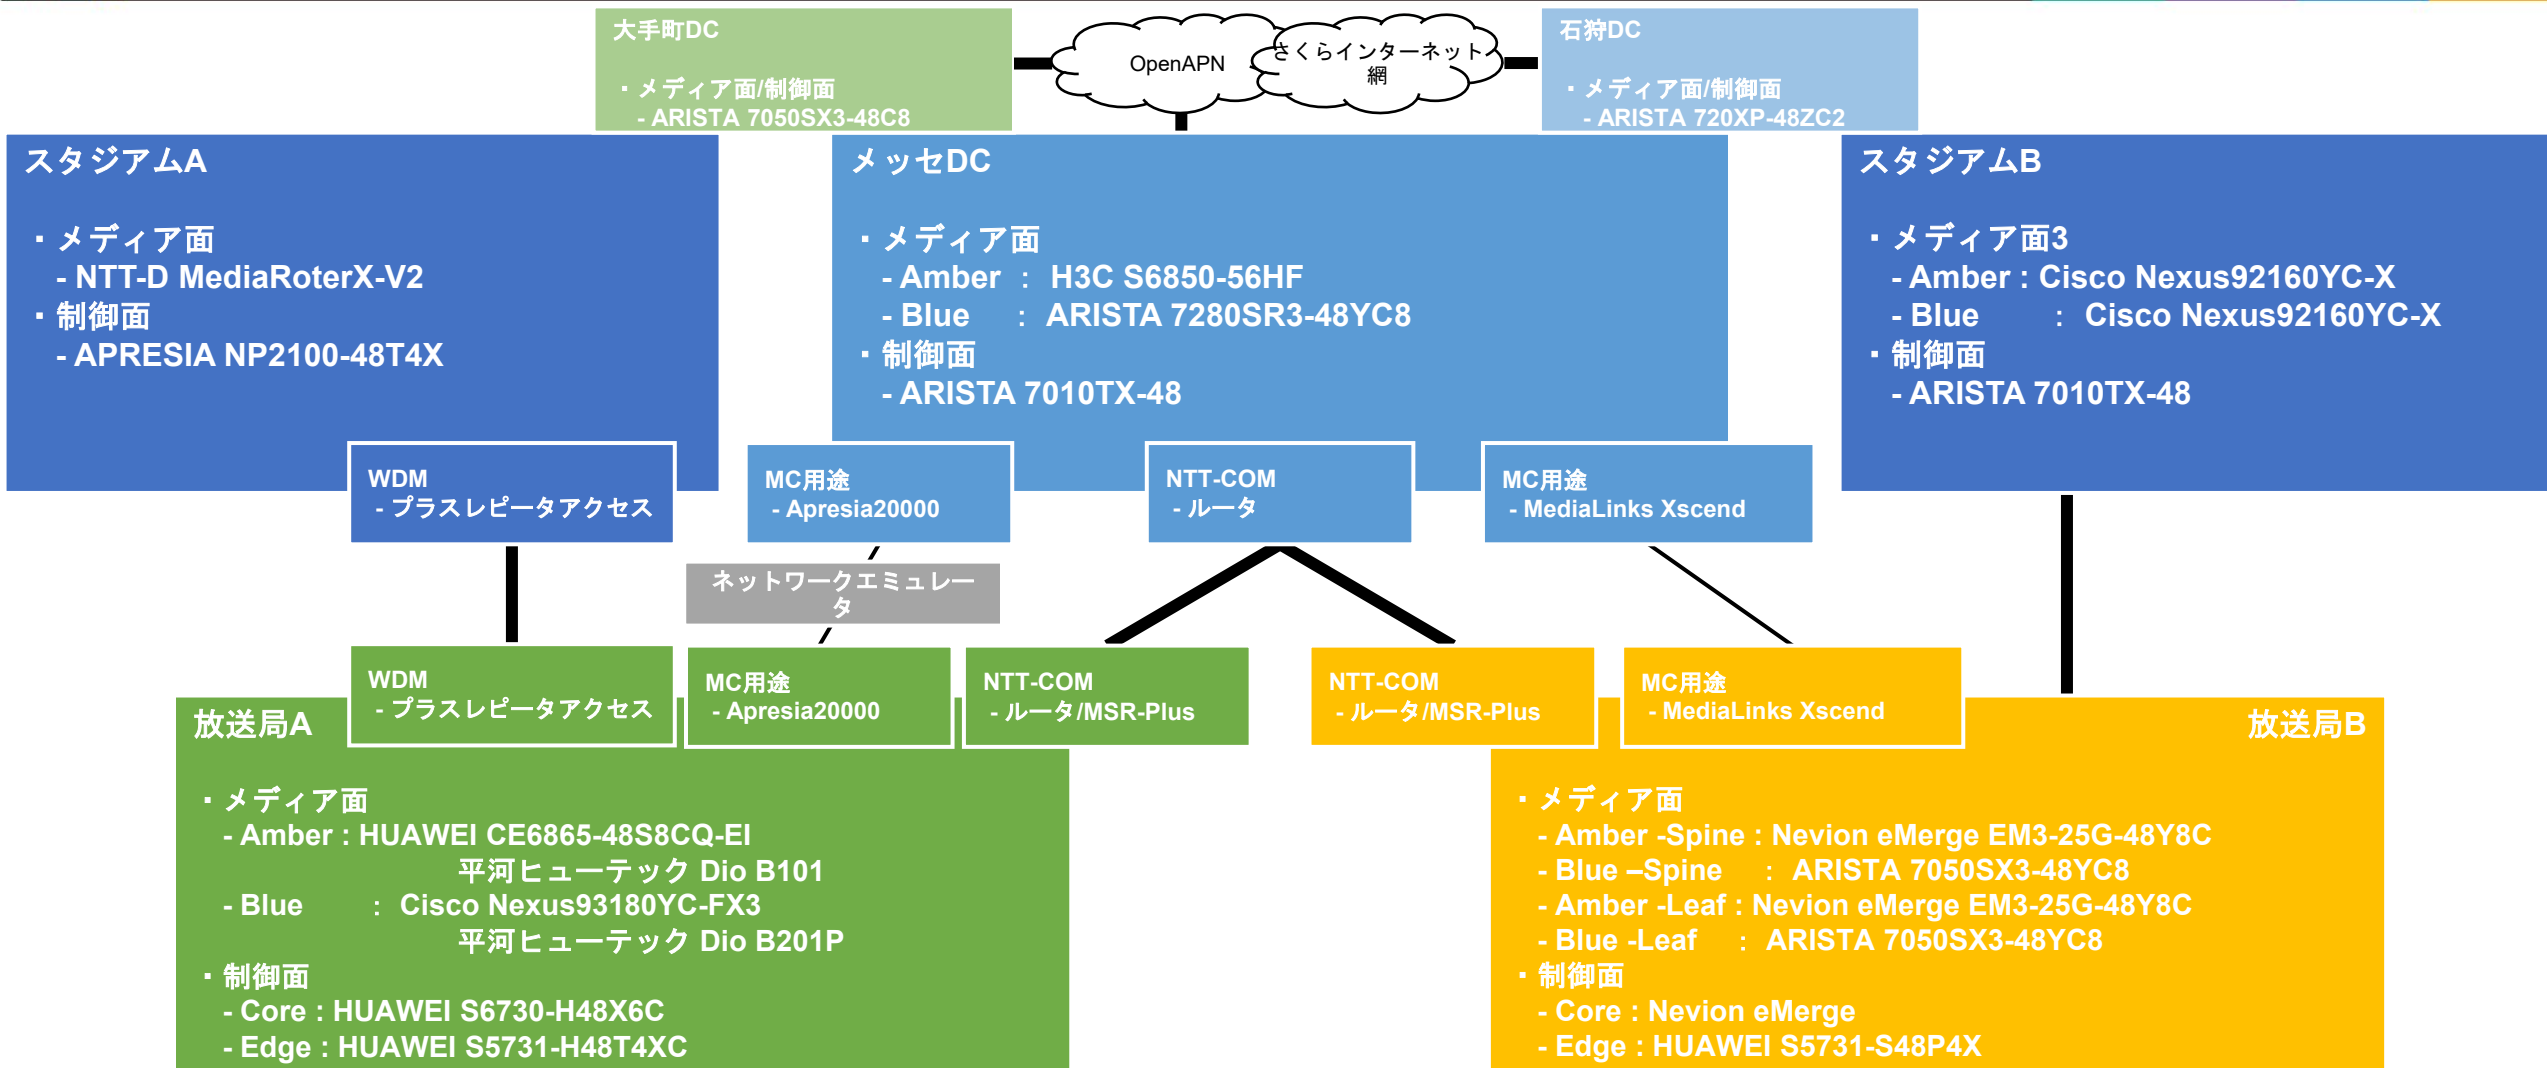 大手町DC
・メディア面/制御面
- ARISTA 7050SX3-48C8
OpenAPN
さくらインターネット
網
石狩DC
・メディア面/制御面
- ARISTA 720XP-48ZC2
スタジアムA
・メディア面
- NTT-D MediaRoterX-V2
・制御面
- APRESIA NP2100-48T4X
WDM
- プラスレピータアクセス
メッセDC
・メディア面
- Amber : H3C S6850-56HF
- Blue : ARISTA 7280SR3-48YC8
・制御面
- ARISTA 7010TX-48
MC用途
- Apresia20000
NTT-COM
- ルータ
MC用途
- MediaLinks Xscend
スタジアムB
・メディア面3
- Amber : Cisco Nexus92160YC-X
- Blue : Cisco Nexus92160YC-X
・制御面
- ARISTA 7010TX-48
ネットワークエミュレー
タ
WDM
- プラスレピータアクセス
MC用途
- Apresia20000
NTT-COM
- ルータ/MSR-Plus
NTT-COM
- ルータ/MSR-Plus
MC用途
- MediaLinks Xscend
放送局A
・メディア面
- Amber : HUAWEI CE6865-48S8CQ-EI
平河ヒューテック Dio B101
- Blue : Cisco Nexus93180YC-FX3
平河ヒューテック Dio B201P
・制御面
- Core : HUAWEI S6730-H48X6C
- Edge : HUAWEI S5731-H48T4XC
放送局B
・メディア面
- Amber -Spine : Nevion eMerge EM3-25G-48Y8C
- Blue –Spine : ARISTA 7050SX3-48YC8
- Amber -Leaf : Nevion eMerge EM3-25G-48Y8C
- Blue -Leaf : ARISTA 7050SX3-48YC8
・制御面
- Core : Nevion eMerge
- Edge : HUAWEI S5731-S48P4X